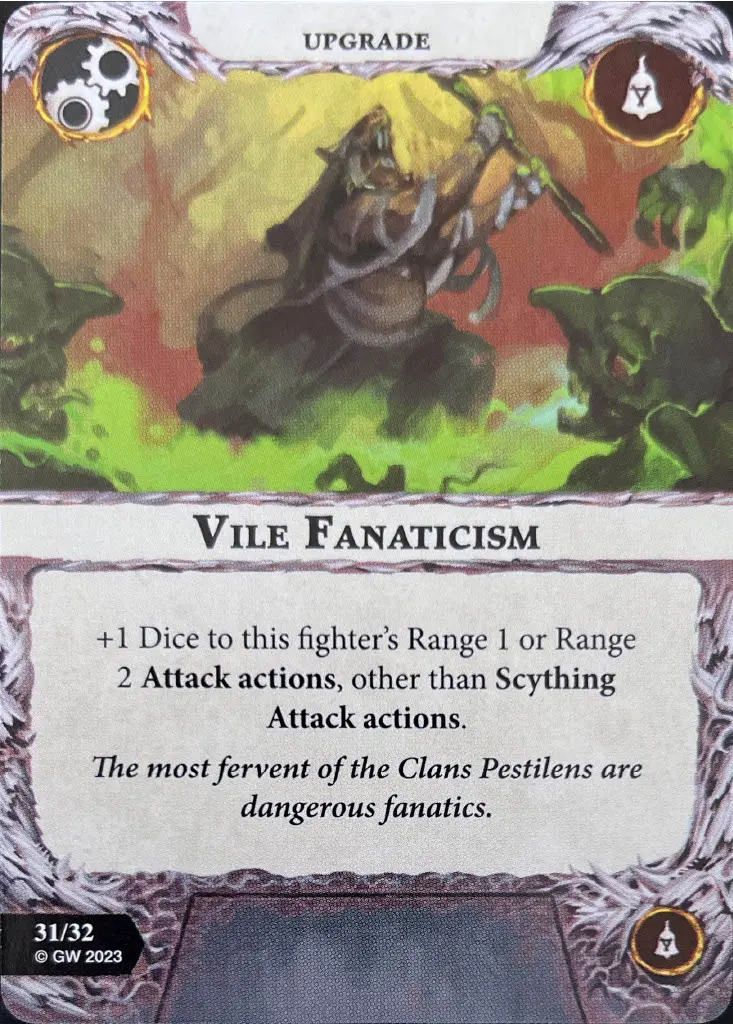 UPGRADE
VILE FANATICISM
+1 Dice to this fighter's Range 1 or Range
2 Attack actions, other than Scything
Attack actions.
The most fervent of the Clans Pestilens are
dangerous fanatics.
31/32
© GW 2023